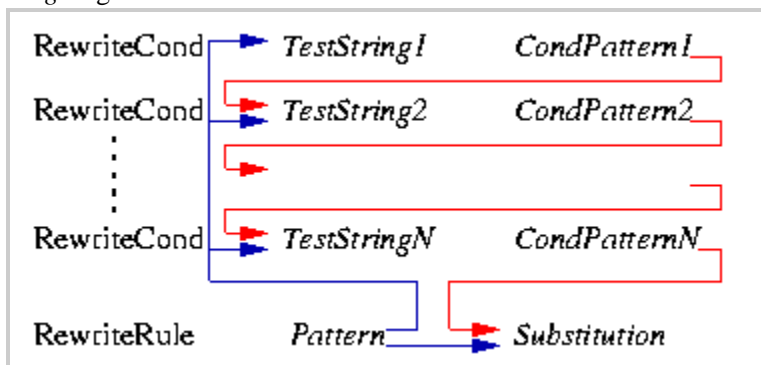 RewriteCond TestString1 CondPattern1
RewriteCond TestString2 CondPattern2
RewriteCond TestStringN CondPatternN
RewriteRule Pattern Substitution